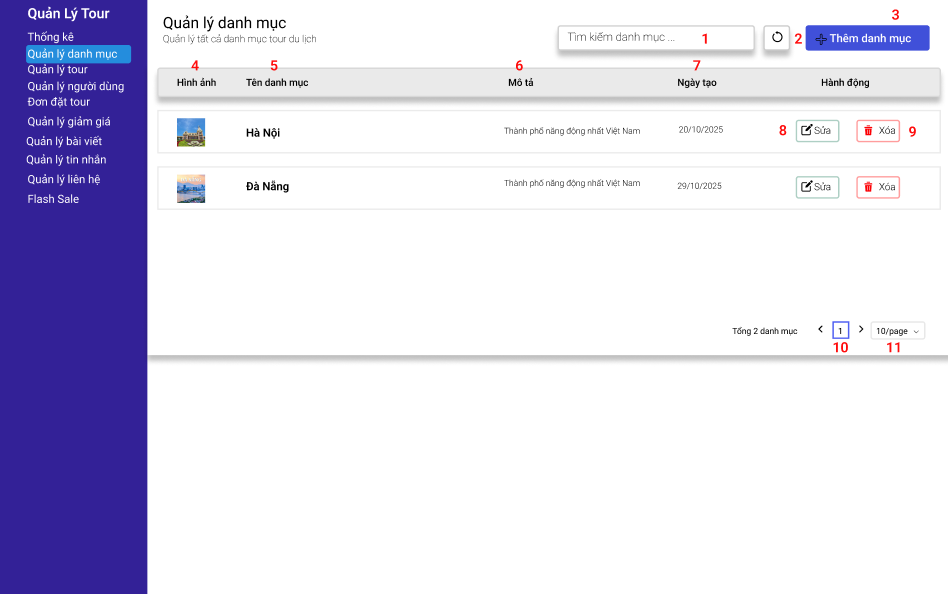 Quản Lý Tour
Thống kê
Quản lý danh mục
Quản lý tour
Quản lý người dùng
Đơn đặt tour
Quản lý giảm giá
Quản lý bài viết
Quản lý tin nhắn
Quản lý liên hệ
Flash Sale
Quản lý danh mục
Quản lý tất cả danh mục tour du lịch
Tìm kiếm danh mục ... 1
2
3
Thêm danh mục
4 5 6 7
Hình ảnh Tên danh mục Mô tả Ngày tạo Hành động
Hà Nội Thành phố năng động nhất Việt Nam 20/10/2025 8 Sửa Xóa 9
Đà Nẵng Thành phố năng động nhất Việt Nam 29/10/2025 Sửa Xóa
Tổng 2 danh mục 1 10/page
10 11